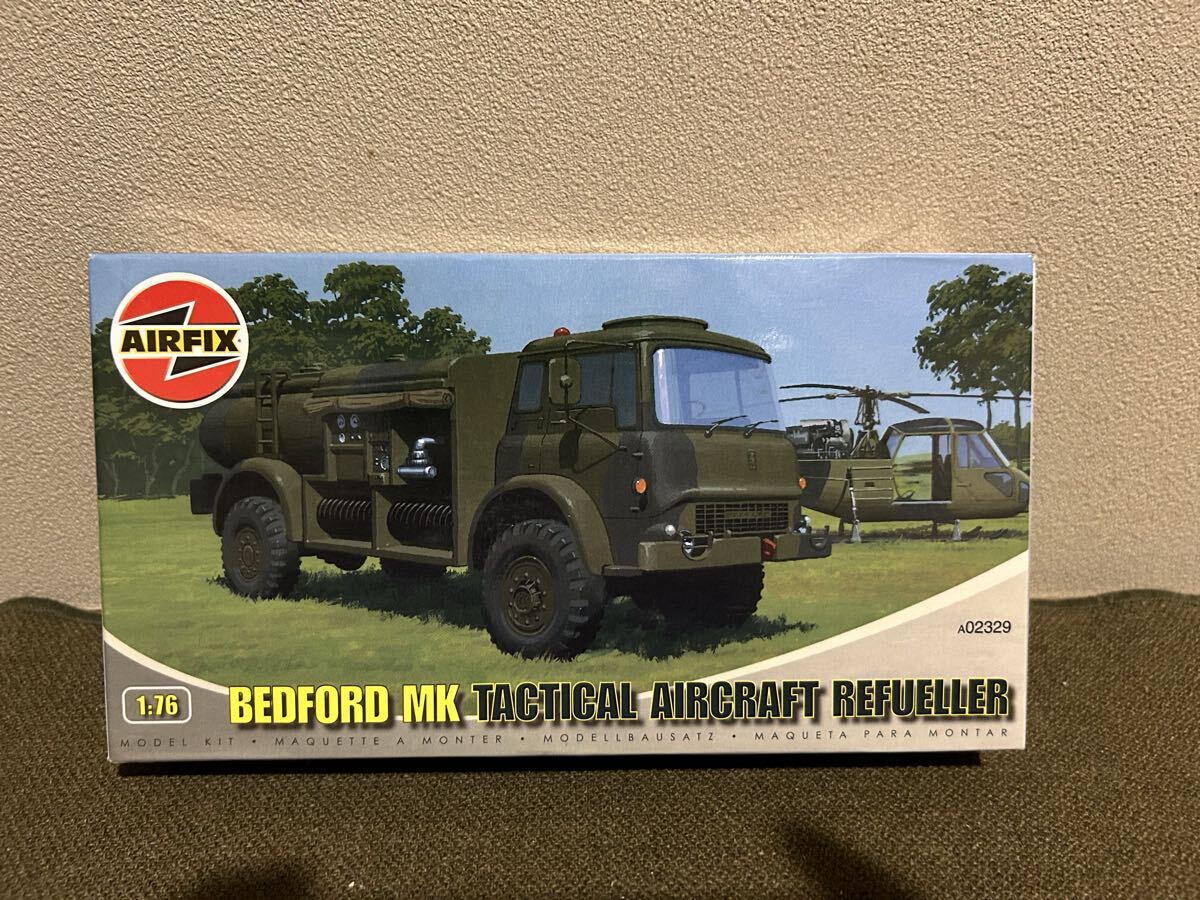 AIRFIX
A02329
1:76
BEDFORD MK TACTICAL AIRCRAFT REFUELLER
MODEL KIT • MAQUETTE A MONTER • MODELLBAUSATZ • MAQUETA PARA MONTAR